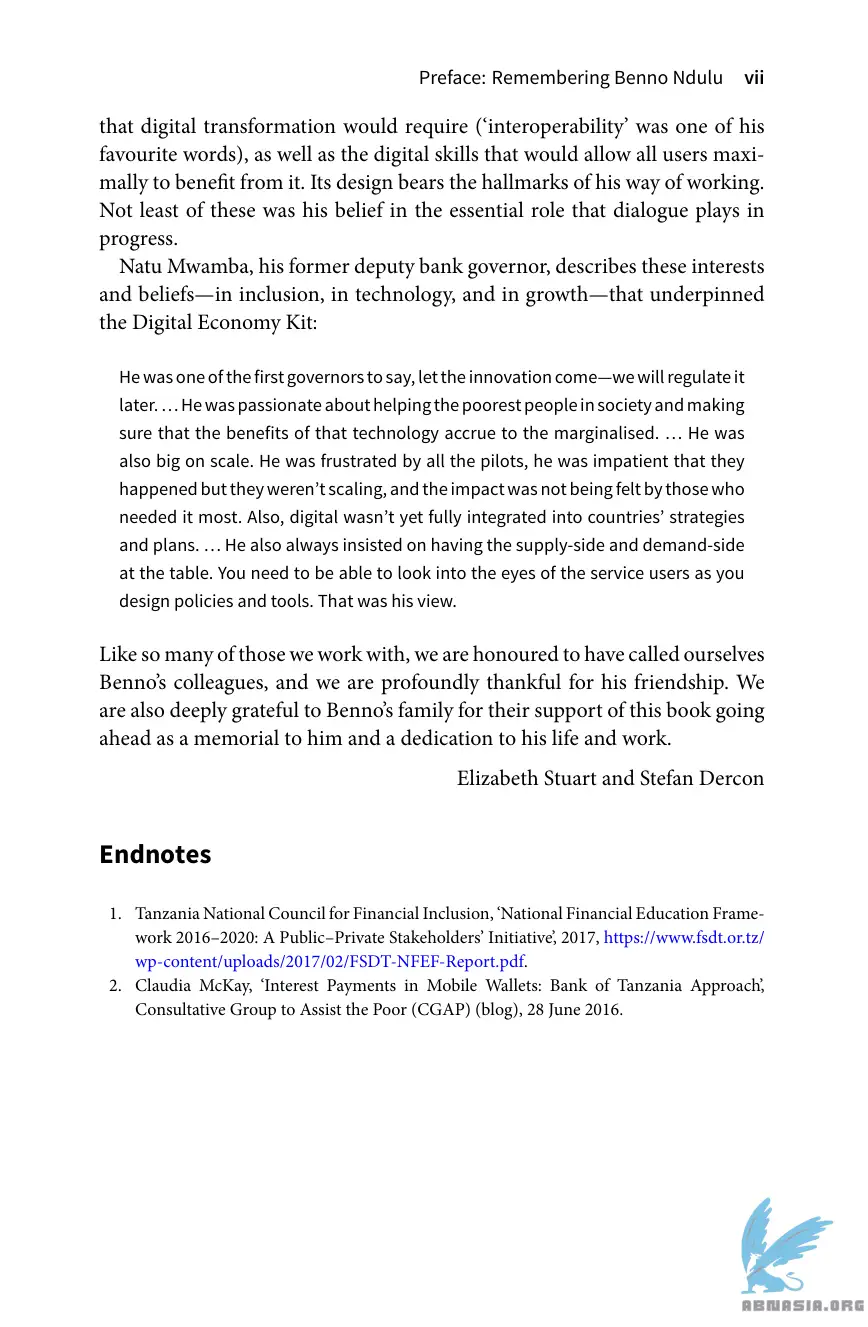 Preface: Remembering Benno Ndulu vii
that digital transformation would require (‘interoperability’ was one of his
favourite words), as well as the digital skills that would allow all users maxi-
mally to benefit from it. Its design bears the hallmarks of his way of working.
Not least of these was his belief in the essential role that dialogue plays in
progress.
Natu Mwamba, his former deputy bank governor, describes these interests
and beliefs—in inclusion, in technology, and in growth—that underpinned
the Digital Economy Kit:
He was one of the first governors to say, let the innovation come—we will regulate it
later. … He was passionate about helping the poorest people in society and making
sure that the benefits of that technology accrue to the marginalised. … He was
also big on scale. He was frustrated by all the pilots, he was impatient that they
happened but they weren’t scaling, and the impact was not being felt by those who
needed it most. Also, digital wasn’t yet fully integrated into countries’ strategies
and plans. … He also always insisted on having the supply-side and demand-side
at the table. You need to be able to look into the eyes of the service users as you
design policies and tools. That was his view.
Like so many of those we work with, we are honoured to have called ourselves
Benno’s colleagues, and we are profoundly thankful for his friendship. We
are also deeply grateful to Benno’s family for their support of this book going
ahead as a memorial to him and a dedication to his life and work.
Elizabeth Stuart and Stefan Dercon
Endnotes
1. Tanzania National Council for Financial Inclusion, ‘National Financial Education Frame-
work 2016–2020: A Public–Private Stakeholders’ Initiative’, 2017, https://www.fsdt.or.tz/
wp-content/uploads/2017/02/FSDT-NFEF-Report.pdf.
2. Claudia McKay, ‘Interest Payments in Mobile Wallets: Bank of Tanzania Approach’,
Consultative Group to Assist the Poor (CGAP) (blog), 28 June 2016.
ABNASIA.ORG